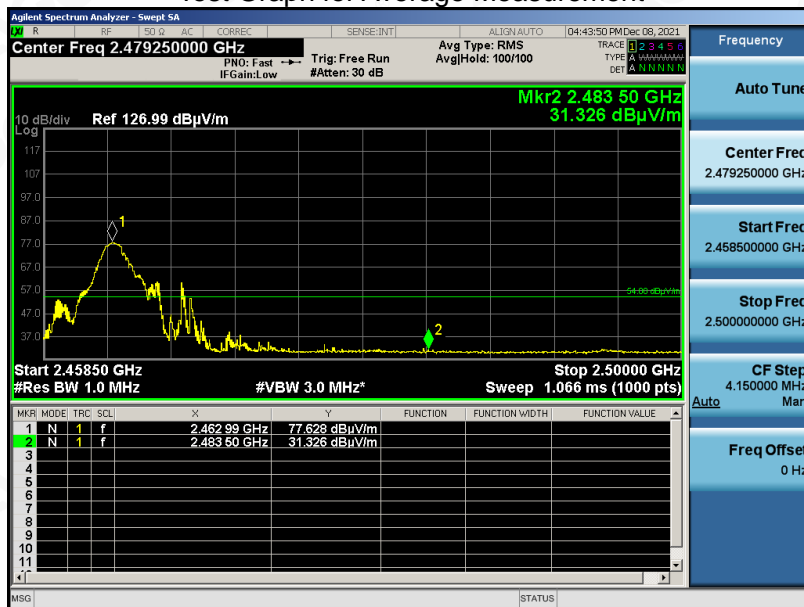 Test Graph for Average Measurement
Agilent Spectrum Analyzer - Swept SA
LXI R RF 50 Ω AC CORREC SENSE:INT ALIGN AUTO 04:43:50 PM Dec 08, 2021
Center Freq 2.479250000 GHz
PNO: Fast
IFGain:Low
Trig: Free Run
#Atten: 30 dB
Avg Type: RMS
Avg|Hold: 100/100
TRACE 1 2 3 4 5 6
TYPE A WWWWW
DET A N N N N N
Mkr2 2.483 50 GHz
31.326 dBµV/m
10 dB/div Ref 126.99 dBµV/m
Log
117
107
97.0
87.0
77.0
67.0
57.0
47.0
37.0
1
54.00 dBµV/m
2
Start 2.45850 GHz Stop 2.50000 GHz
#Res BW 1.0 MHz #VBW 3.0 MHz* Sweep 1.066 ms (1000 pts)
MKR MODE TRC SCL X Y FUNCTION FUNCTION WIDTH FUNCTION VALUE
1 N 1 f 2.462 99 GHz 77.628 dBµV/m
2 N 1 f 2.483 50 GHz 31.326 dBµV/m
3
4
5
6
7
8
9
10
11
MSG STATUS
Frequency
Auto Tune
Center Freq
2.479250000 GHz
Start Freq
2.458500000 GHz
Stop Freq
2.500000000 GHz
CF Step
4.150000 MHz
Auto Man
Freq Offset
0 Hz